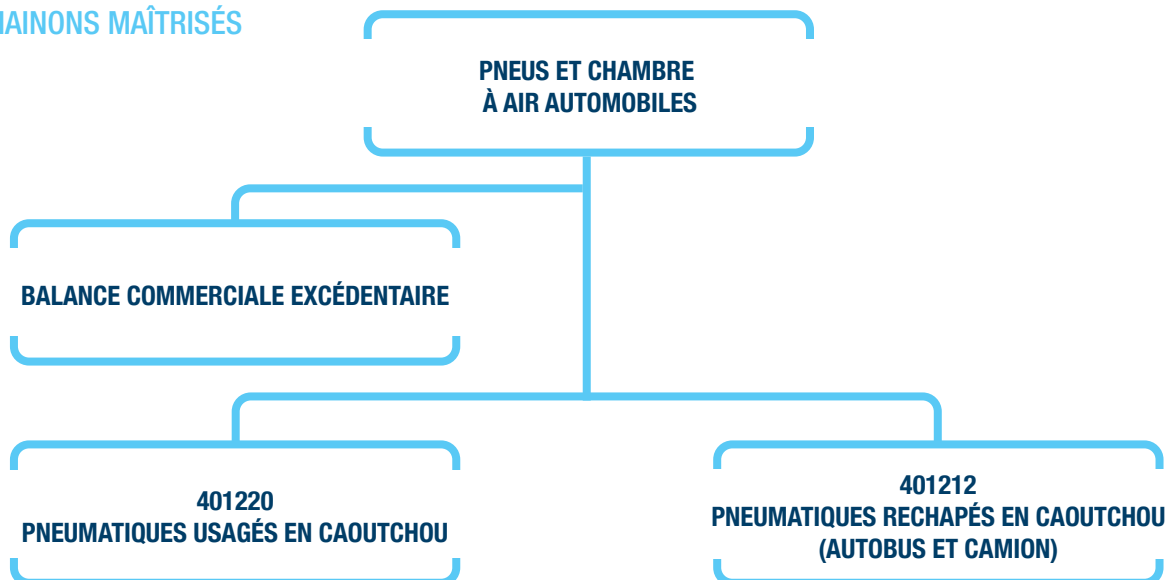 MAÎTRISÉS
PNEUS ET CHAMBRE
À AIR AUTOMOBILES
BALANCE COMMERCIALE EXCÉDENTAIRE
401220
PNEUMATIQUES USAGÉS EN CAOUTCHOU
401212
PNEUMATIQUES RECHAPÉS EN CAOUTCHOU
(AUTOBUS ET CAMION)